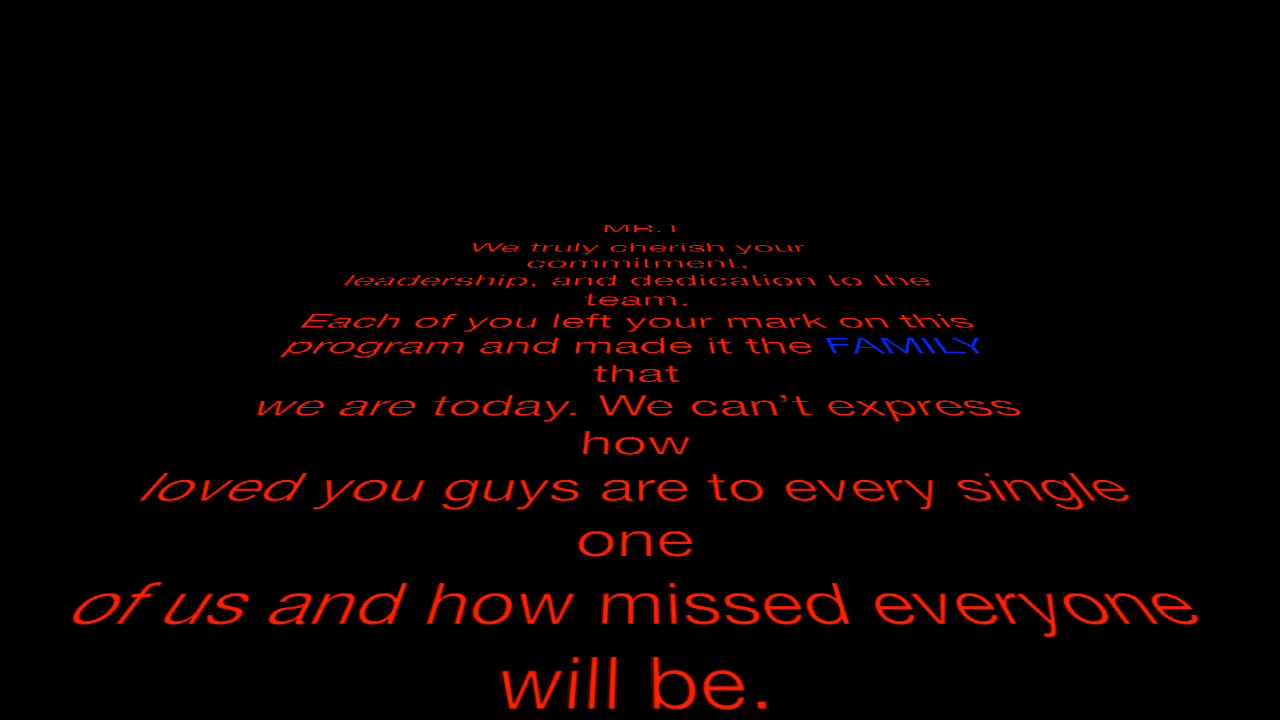 MR.T
We truly cherish your
commitment,
leadership, and dedication to the
team.
Each of you left your mark on this
program and made it the FAMILY
that
we are today. We can’t express
how
loved you guys are to every single
one
of us and how missed everyone
will be.